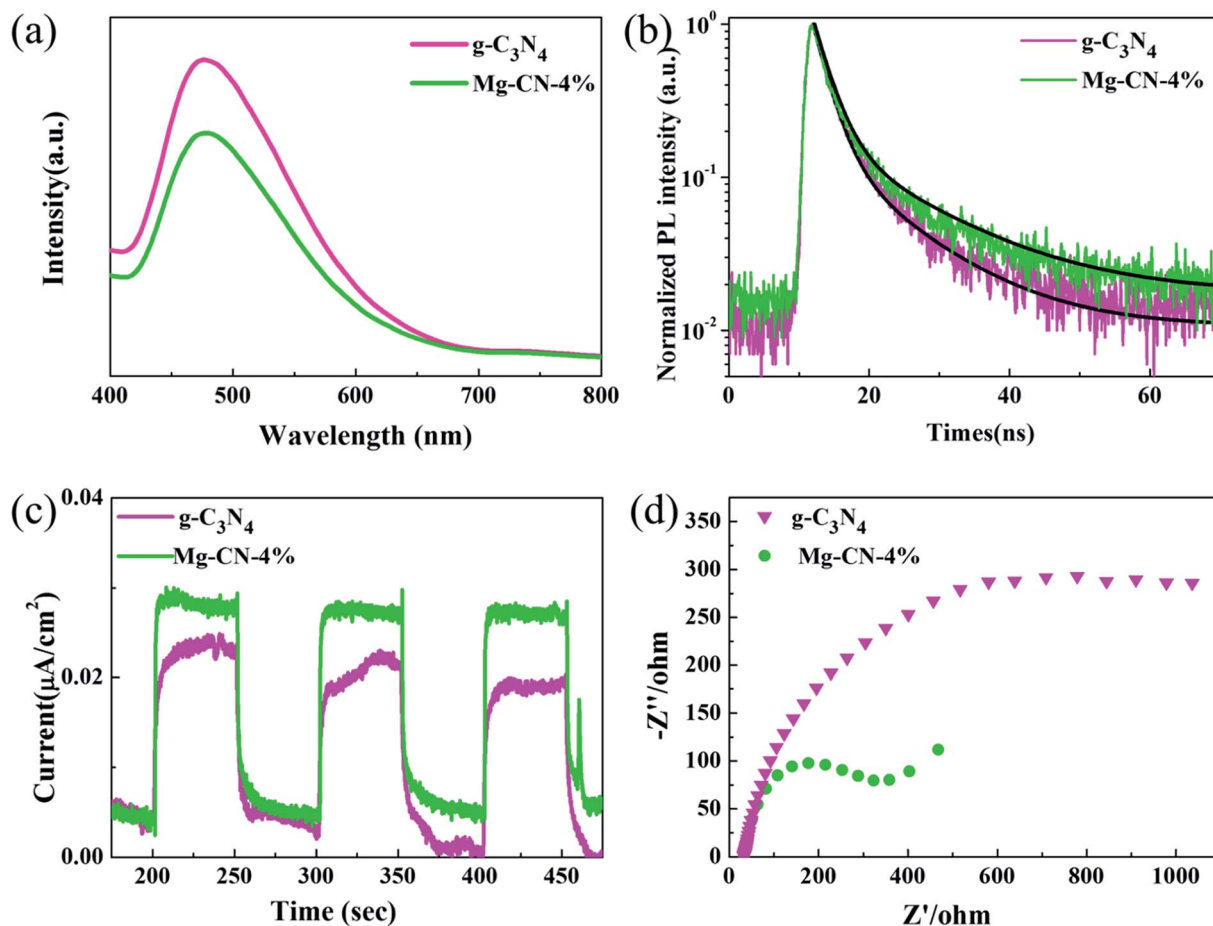 (a)
g-C₃N₄
Mg-CN-4%
Intensity(a.u.)
400 500 600 700 800
Wavelength (nm)
(b)
g-C₃N₄
Mg-CN-4%
Normalized PL intensity (a.u.)
10⁰
10⁻¹
10⁻²
0 20 40 60
Times(ns)
(c)
g-C₃N₄
Mg-CN-4%
Current(μA/cm²)
0.04
0.02
0.00
200 250 300 350 400 450
Time (sec)
(d)
g-C₃N₄
Mg-CN-4%
-Z''/ohm
350
300
250
200
150
100
50
0
0 200 400 600 800 1000
Z'/ohm